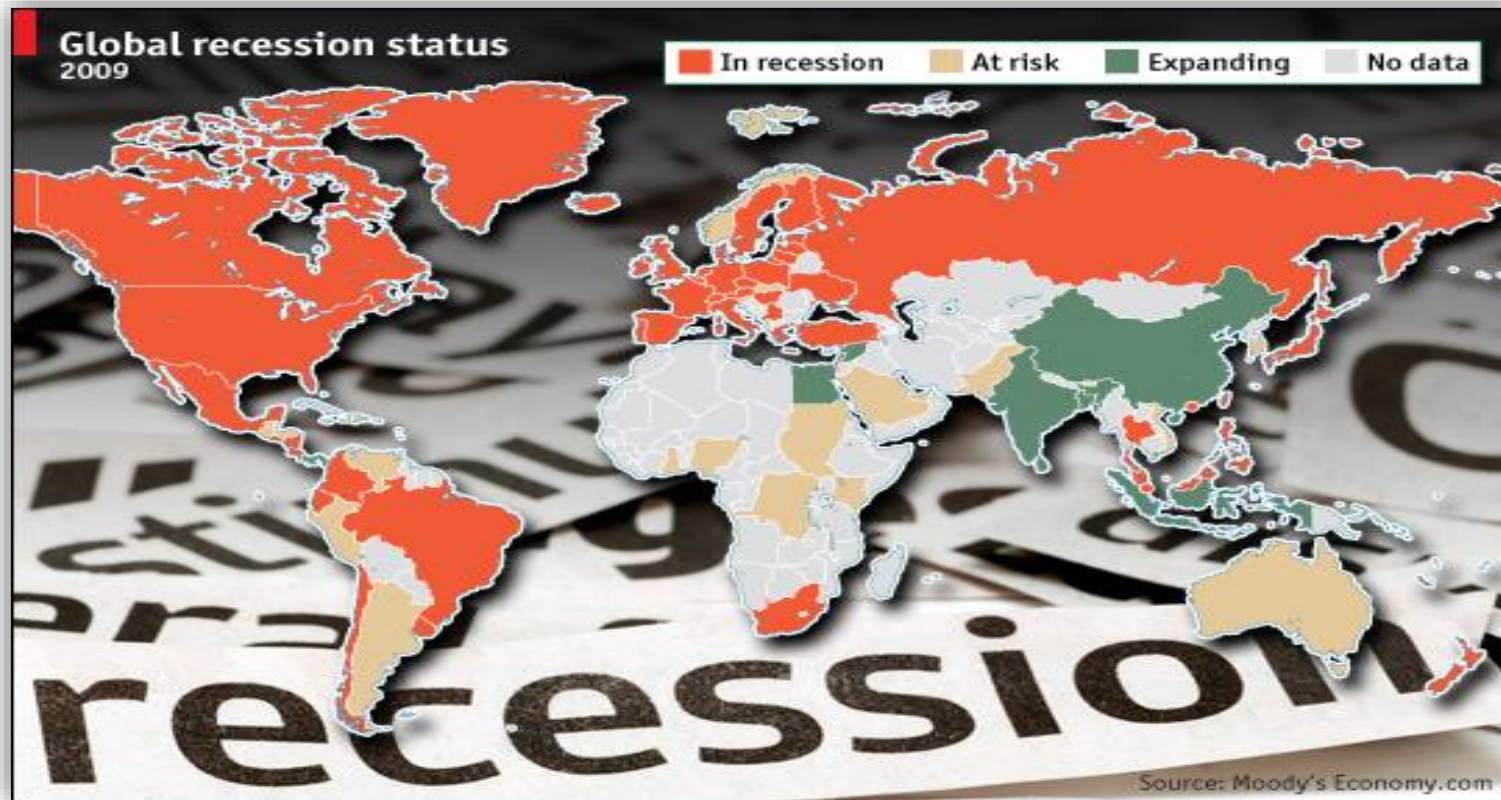 Global recession status
2009
In recession
At risk
Expanding
No data
recession
Source: Moody's Economy.com